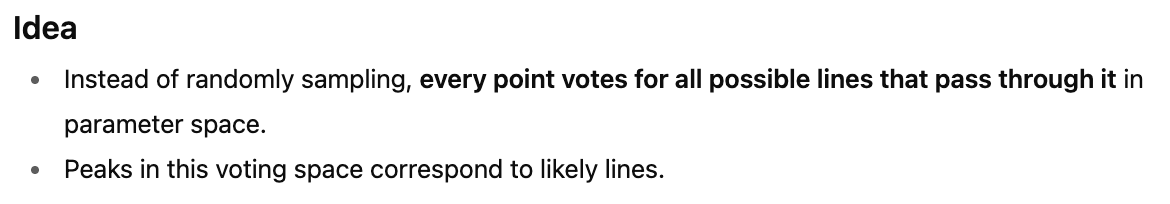 Idea
• Instead of randomly sampling, every point votes for all possible lines that pass through it in
parameter space.
• Peaks in this voting space correspond to likely lines.